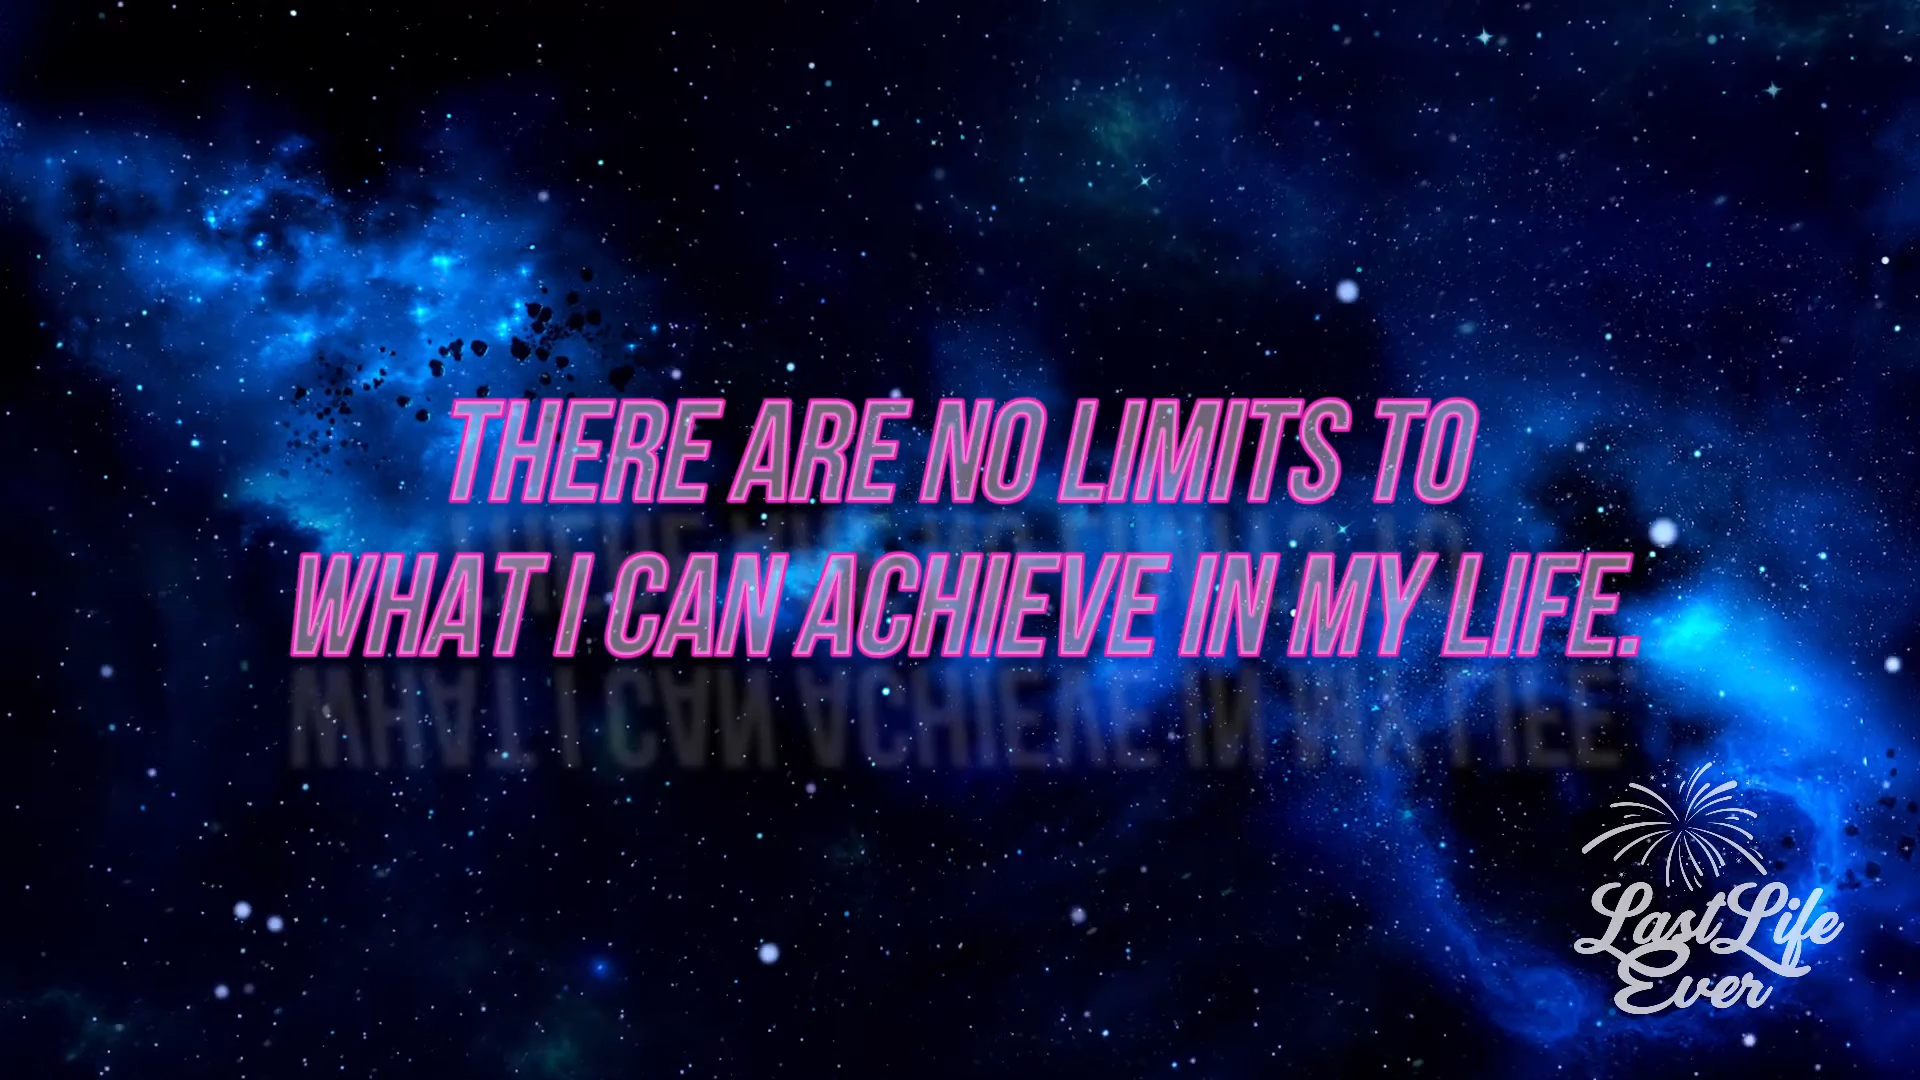 THERE ARE NO LIMITS TO
WHAT I CAN ACHIEVE IN MY LIFE.
Last Life
Ever